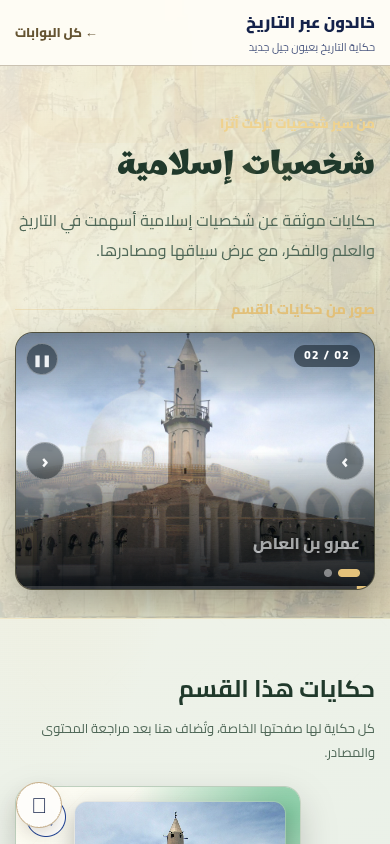 خالدون عبر التاريخ
حكاية التاريخ بعيون جيل جديد
← كل البوابات
شخصيات إسلامية
حكايات موثقة عن شخصيات إسلامية أسهمت في التاريخ
والعلم والفكر، مع عرض سياقها ومصادرها.
صور من حكايات القسم
02 / 02
عمرو بن العاص
حكايات هذا القسم
كل حكاية لها صفحتها الخاصة، وتُضاف هنا بعد مراجعة المحتوى
والمصادر.